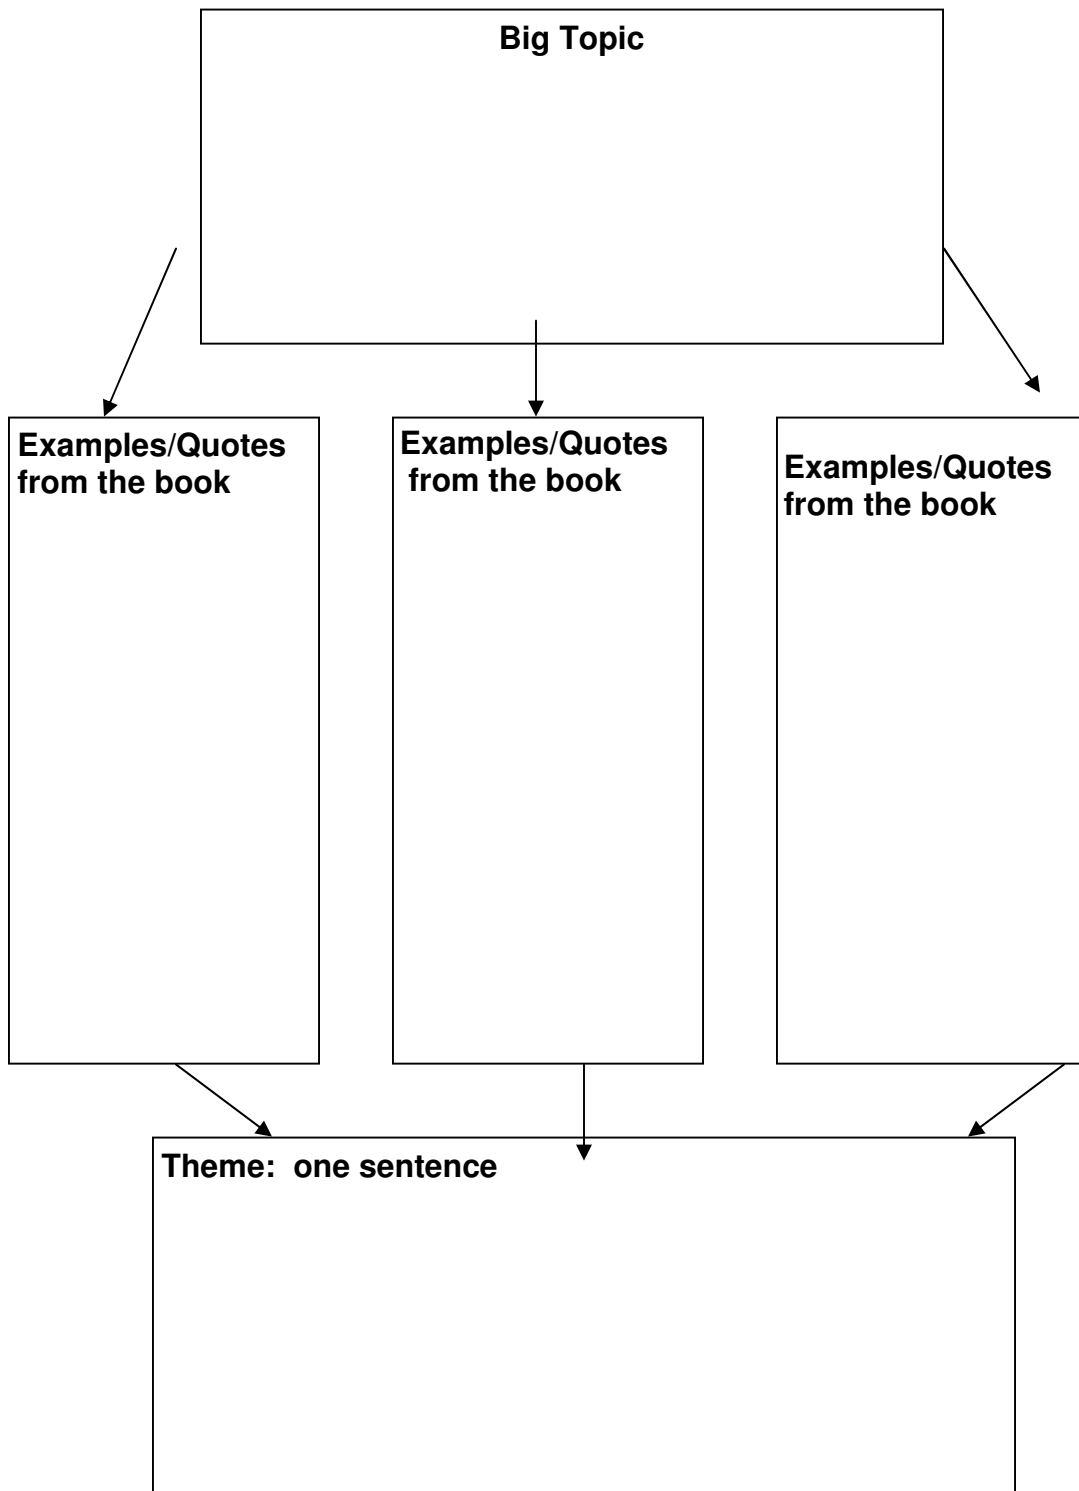 Big Topic
Examples/Quotes
from the book
Examples/Quotes
from the book
Examples/Quotes
from the book
Theme:  one sentence